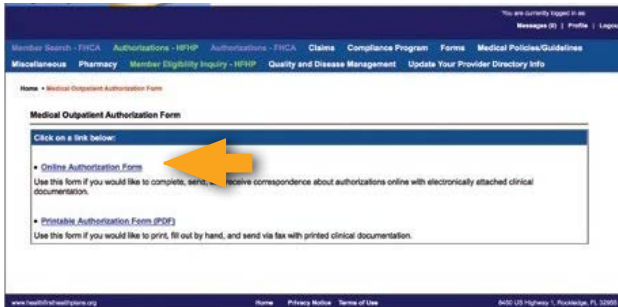 You are currently logged in as
Messages (0) | Profile | Logout
Member Search - FHCA Authorizations - HFHP Authorizations - FHCA Claims Compliance Program Forms Medical Policies/Guidelines
Miscellaneous Pharmacy Member Eligibility Inquiry - HFHP Quality and Disease Management Update Your Provider Directory Info
Home • Medical Outpatient Authorization Form
Medical Outpatient Authorization Form
Click on a link below:
• Online Authorization Form
Use this form if you would like to complete, send, receive correspondence about authorizations online with electronically attached clinical
documentation.
• Printable Authorization Form (PDF)
Use this form if you would like to print, fill out by hand, and send via fax with printed clinical documentation.
www.healthfirsthealthplans.org Home Privacy Notice Terms of Use 6450 US Highway 1, Rockledge, FL 32955